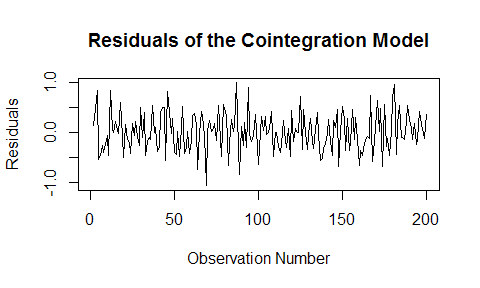 Residuals of the Cointegration Model
Residuals
1.0
0.0
-1.0
0 50 100 150 200
Observation Number